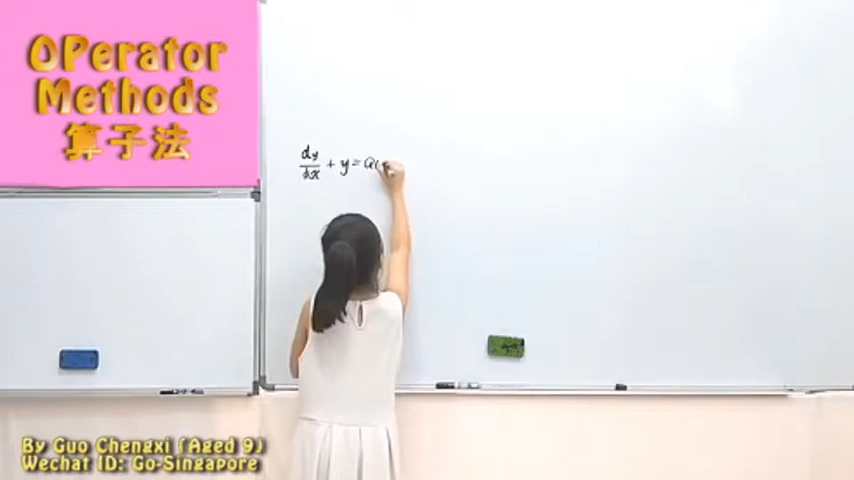 Operator
Methods
算子法
dy/dx + y = Q(
By Guo Chengxi (Aged 9)
Wechat ID: Go-Singapore